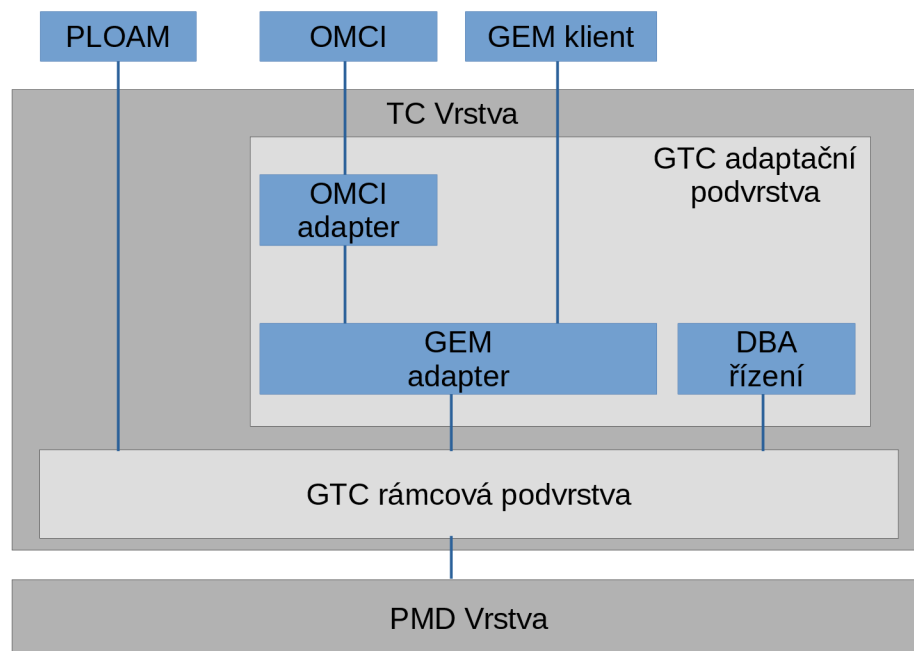 PLOAM
OMCI
GEM klient
TC Vrstva
GTC adaptační
podvrstva
OMCI
adapter
GEM
adapter
DBA
řízení
GTC rámcová podvrstva
PMD Vrstva